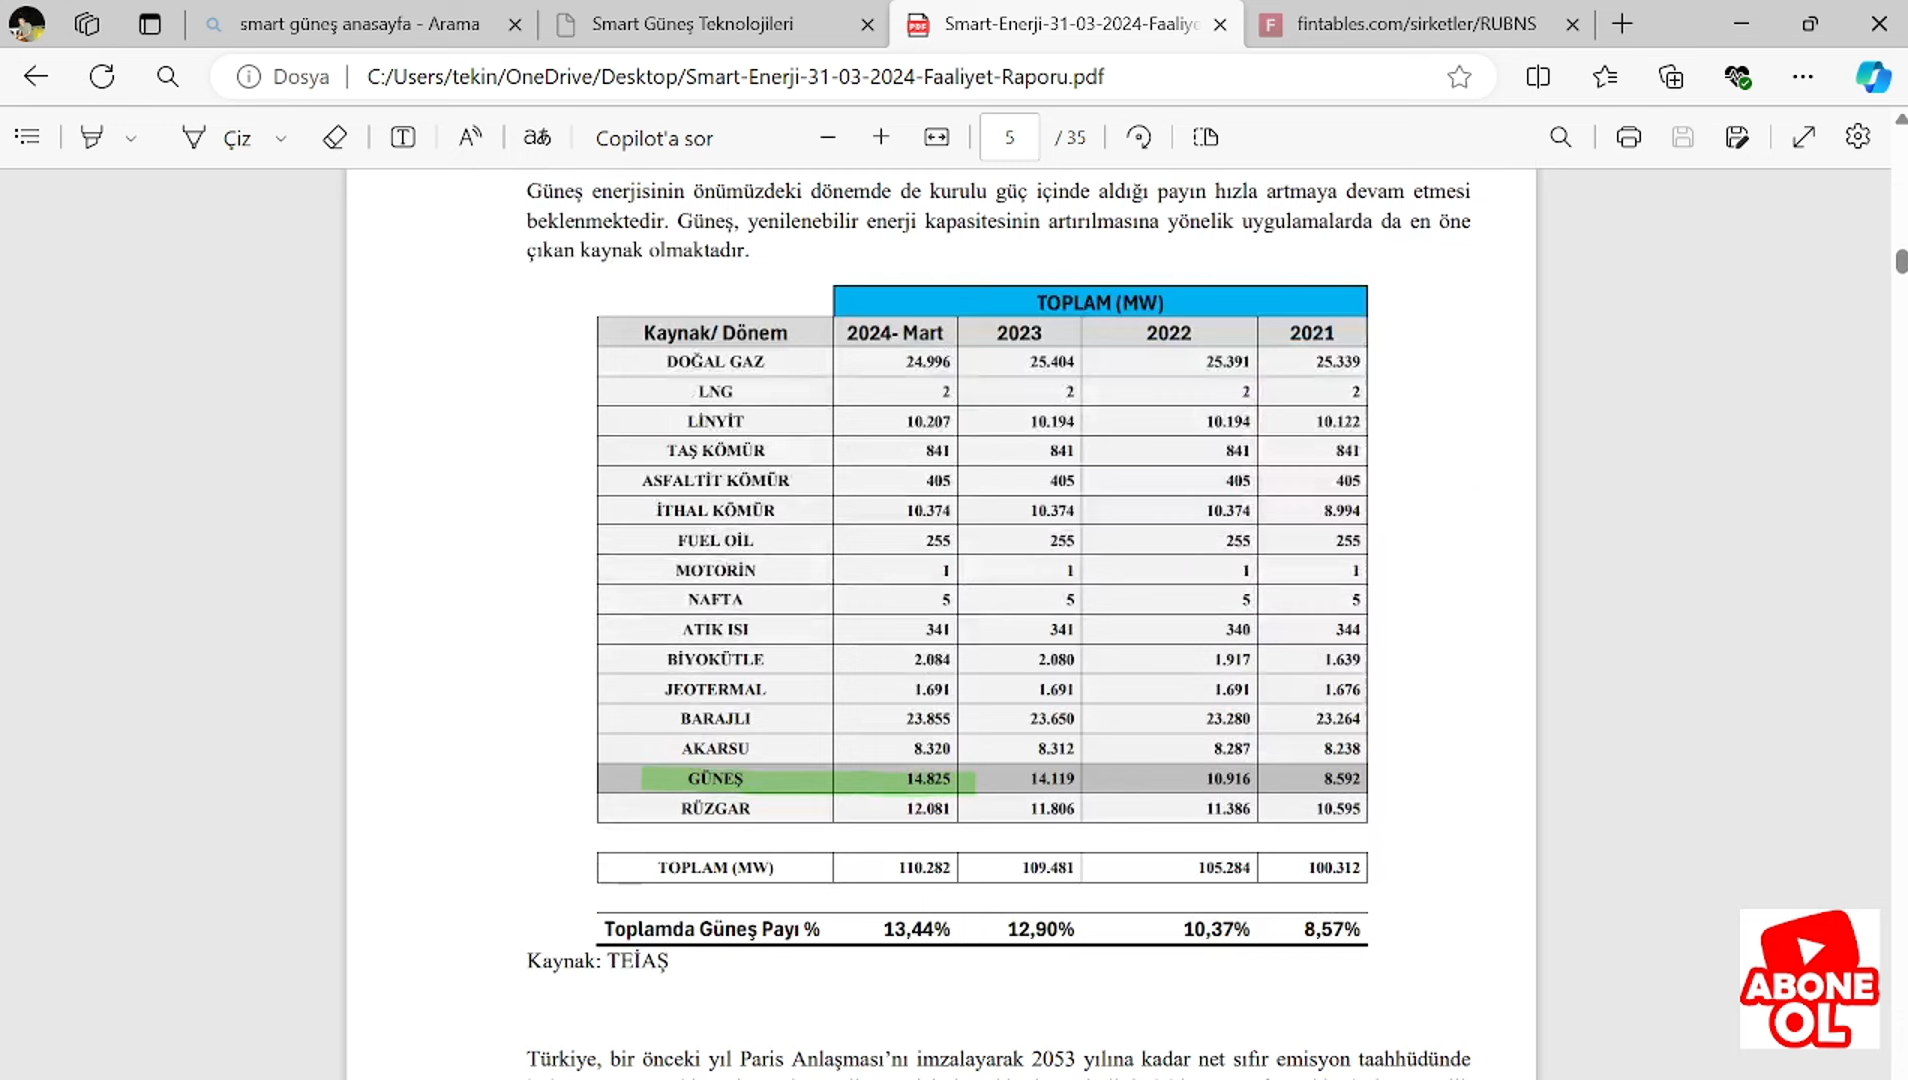 smart güneş anasayfa - Arama
Smart Güneş Teknolojileri
Smart-Enerji-31-03-2024-Faaliye
fintables.com/sirketler/RUBNS
Dosya
C:/Users/tekin/OneDrive/Desktop/Smart-Enerji-31-03-2024-Faaliyet-Raporu.pdf
Çiz
Copilot'a sor
5 / 35
Güneş enerjisinin önümüzdeki dönemde de kurulu güç içinde aldığı payın hızla artmaya devam etmesi
beklenmektedir. Güneş, yenilenebilir enerji kapasitesinin artırılmasına yönelik uygulamalarda da en öne
çıkan kaynak olmaktadır.
TOPLAM (MW)
Kaynak/ Dönem 2024- Mart 2023 2022 2021
DOĞAL GAZ 24.996 25.404 25.391 25.339
LNG 2 2 2 2
LİNYİT 10.207 10.194 10.194 10.122
TAŞ KÖMÜR 841 841 841 841
ASFALTİT KÖMÜR 405 405 405 405
İTHAL KÖMÜR 10.374 10.374 10.374 8.994
FUEL OİL 255 255 255 255
MOTORİN 1 1 1 1
NAFTA 5 5 5 5
ATIK ISI 341 341 340 344
BİYOKÜTLE 2.084 2.080 1.917 1.639
JEOTERMAL 1.691 1.691 1.691 1.676
BARAJLI 23.855 23.650 23.280 23.264
AKARSU 8.320 8.312 8.287 8.238
GÜNEŞ 14.825 14.119 10.916 8.592
RÜZGAR 12.081 11.806 11.386 10.595
TOPLAM (MW) 110.282 109.481 105.284 100.312
Toplamda Güneş Payı % 13,44% 12,90% 10,37% 8,57%
Kaynak: TEİAŞ
Türkiye, bir önceki yıl Paris Anlaşması'nı imzalayarak 2053 yılına kadar net sıfır emisyon taahhüdünde
ABONE
OL